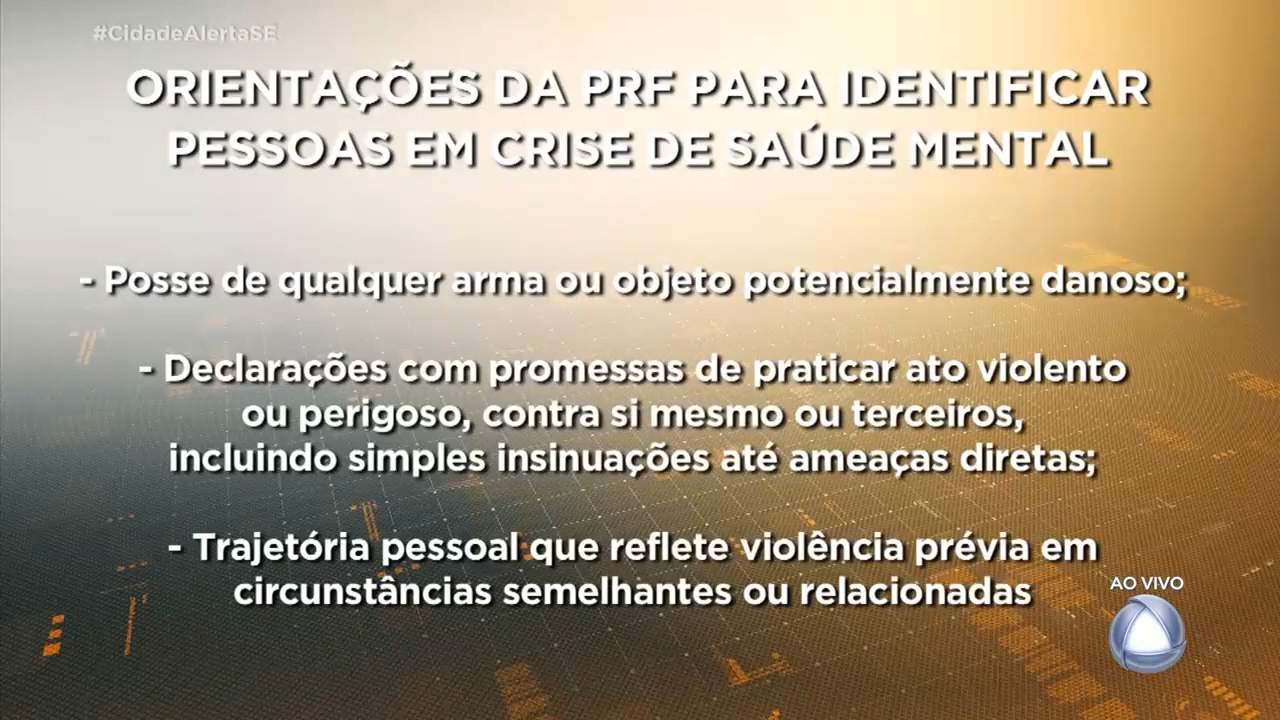 #CidadeAlertaSE
ORIENTAÇÕES DA PRF PARA IDENTIFICAR
PESSOAS EM CRISE DE SAÚDE MENTAL
- Posse de qualquer arma ou objeto potencialmente danoso;
- Declarações com promessas de praticar ato violento
ou perigoso, contra si mesmo ou terceiros,
incluindo simples insinuações até ameaças diretas;
- Trajetória pessoal que reflete violência prévia em
circunstâncias semelhantes ou relacionadas
AO VIVO